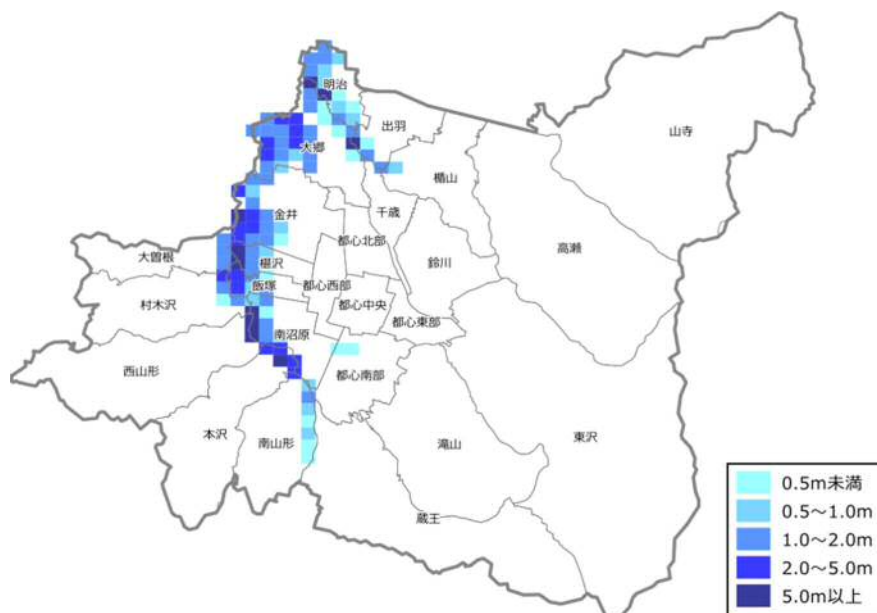 明治
出羽
山寺
大郷
楯山
千歳
金井
都心北部
高瀬
大曽根
椹沢
鈴川
飯塚
都心西部
村木沢
都心中央
都心東部
南沼原
西山形
都心南部
本沢
南山形
滝山
東沢
蔵王
0.5m未満
0.5～1.0m
1.0～2.0m
2.0～5.0m
5.0m以上